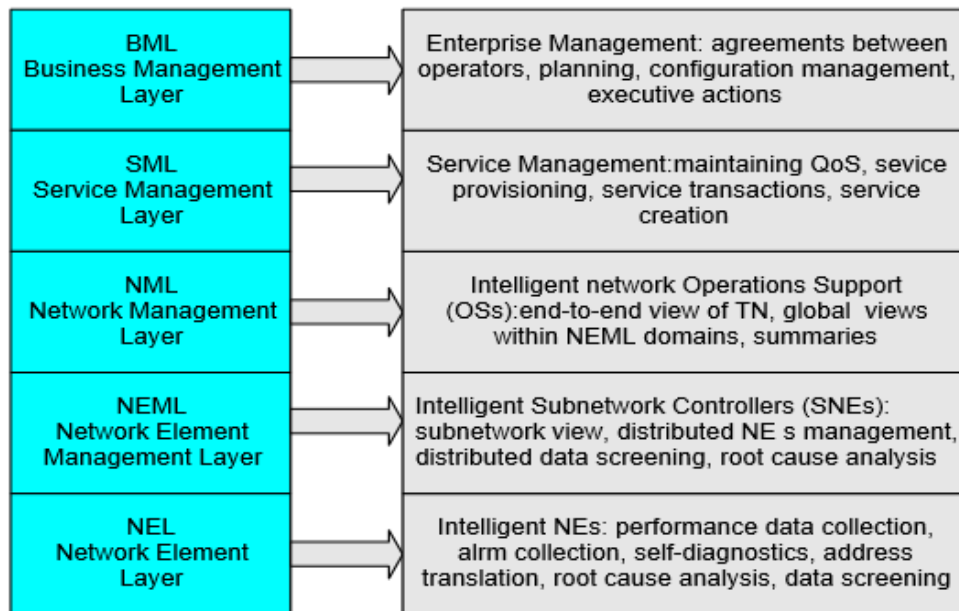 BML
Business Management
Layer
Enterprise Management: agreements between
operators, planning, configuration management,
executive actions
SML
Service Management
Layer
Service Management:maintaining QoS, sevice
provisioning, service transactions, service
creation
NML
Network Management
Layer
Intelligent network Operations Support
(OSs):end-to-end view of TN, global views
within NEML domains, summaries
NEML
Network Element
Management Layer
Intelligent Subnetwork Controllers (SNEs):
subnetwork view, distributed NE s management,
distributed data screening, root cause analysis
NEL
Network Element
Layer
Intelligent NEs: performance data collection,
alrm collection, self-diagnostics, address
translation, root cause analysis, data screening